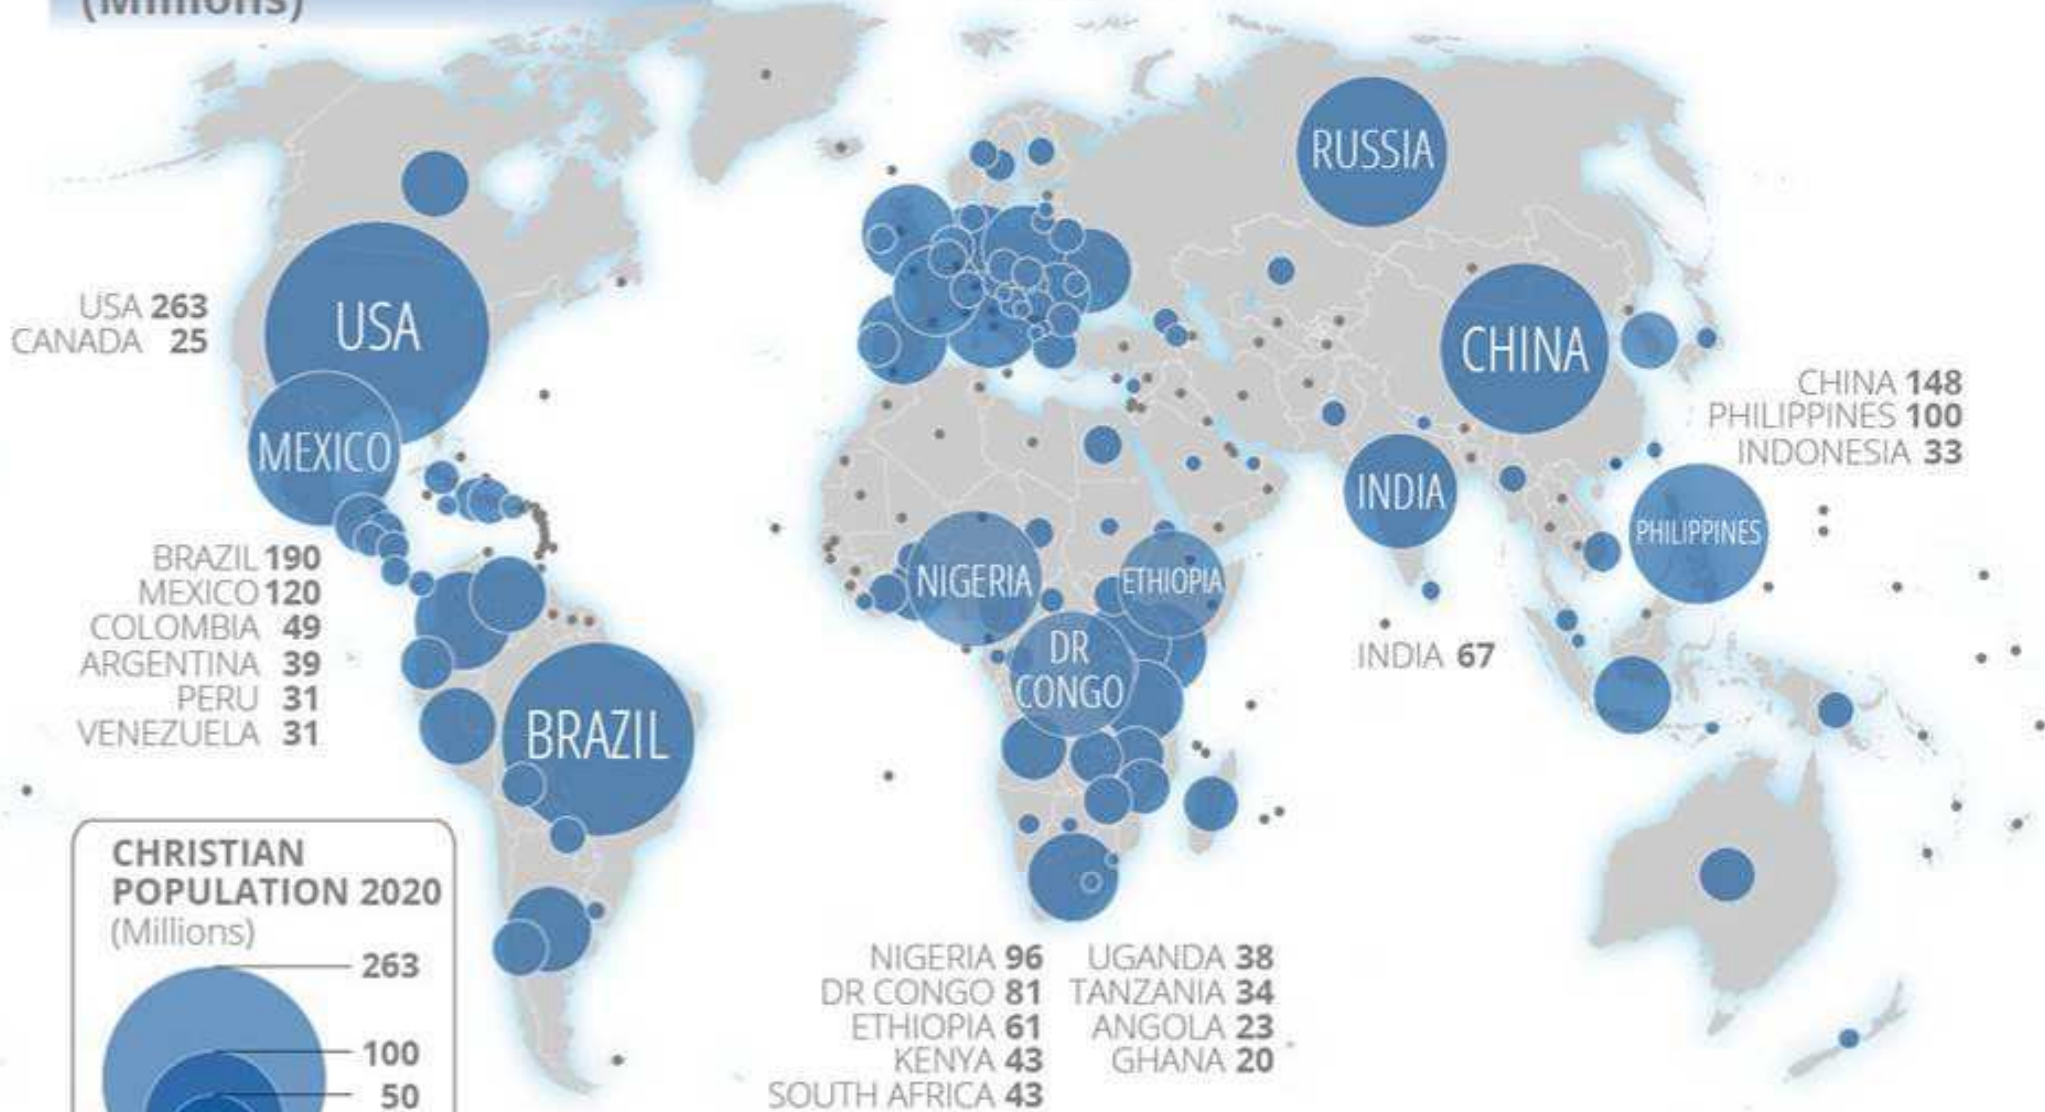 (Millions)
RUSSIA
USA
USA 263
CANADA 25
CHINA
MEXICO
CHINA 148
PHILIPPINES 100
INDONESIA 33
INDIA
PHILIPPINES
NIGERIA
ETHIOPIA
BRAZIL 190
MEXICO 120
COLOMBIA 49
ARGENTINA 39
PERU 31
VENEZUELA 31
DR
CONGO
INDIA 67
BRAZIL
CHRISTIAN
POPULATION 2020
(Millions)
263
100
50
NIGERIA 96
DR CONGO 81
ETHIOPIA 61
KENYA 43
SOUTH AFRICA 43
UGANDA 38
TANZANIA 34
ANGOLA 23
GHANA 20